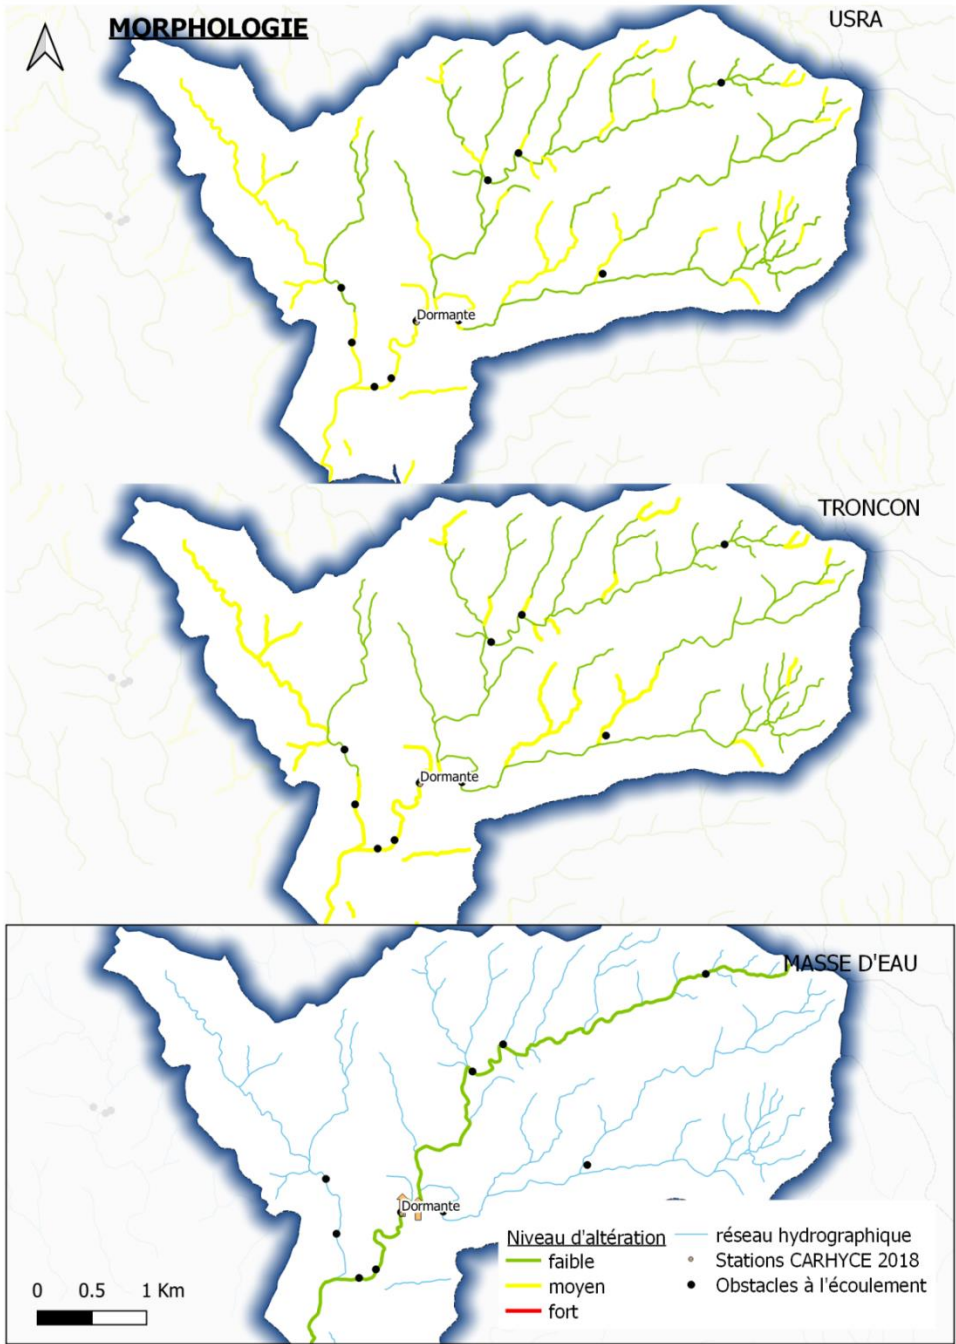 MORPHOLOGIE
USRA
Dormante
TRONCON
Dormante
MASSE D'EAU
Dormante
Niveau d'altération
faible
moyen
fort
réseau hydrographique
Stations CARHYCE 2018
Obstacles à l'écoulement
0 0.5 1 Km